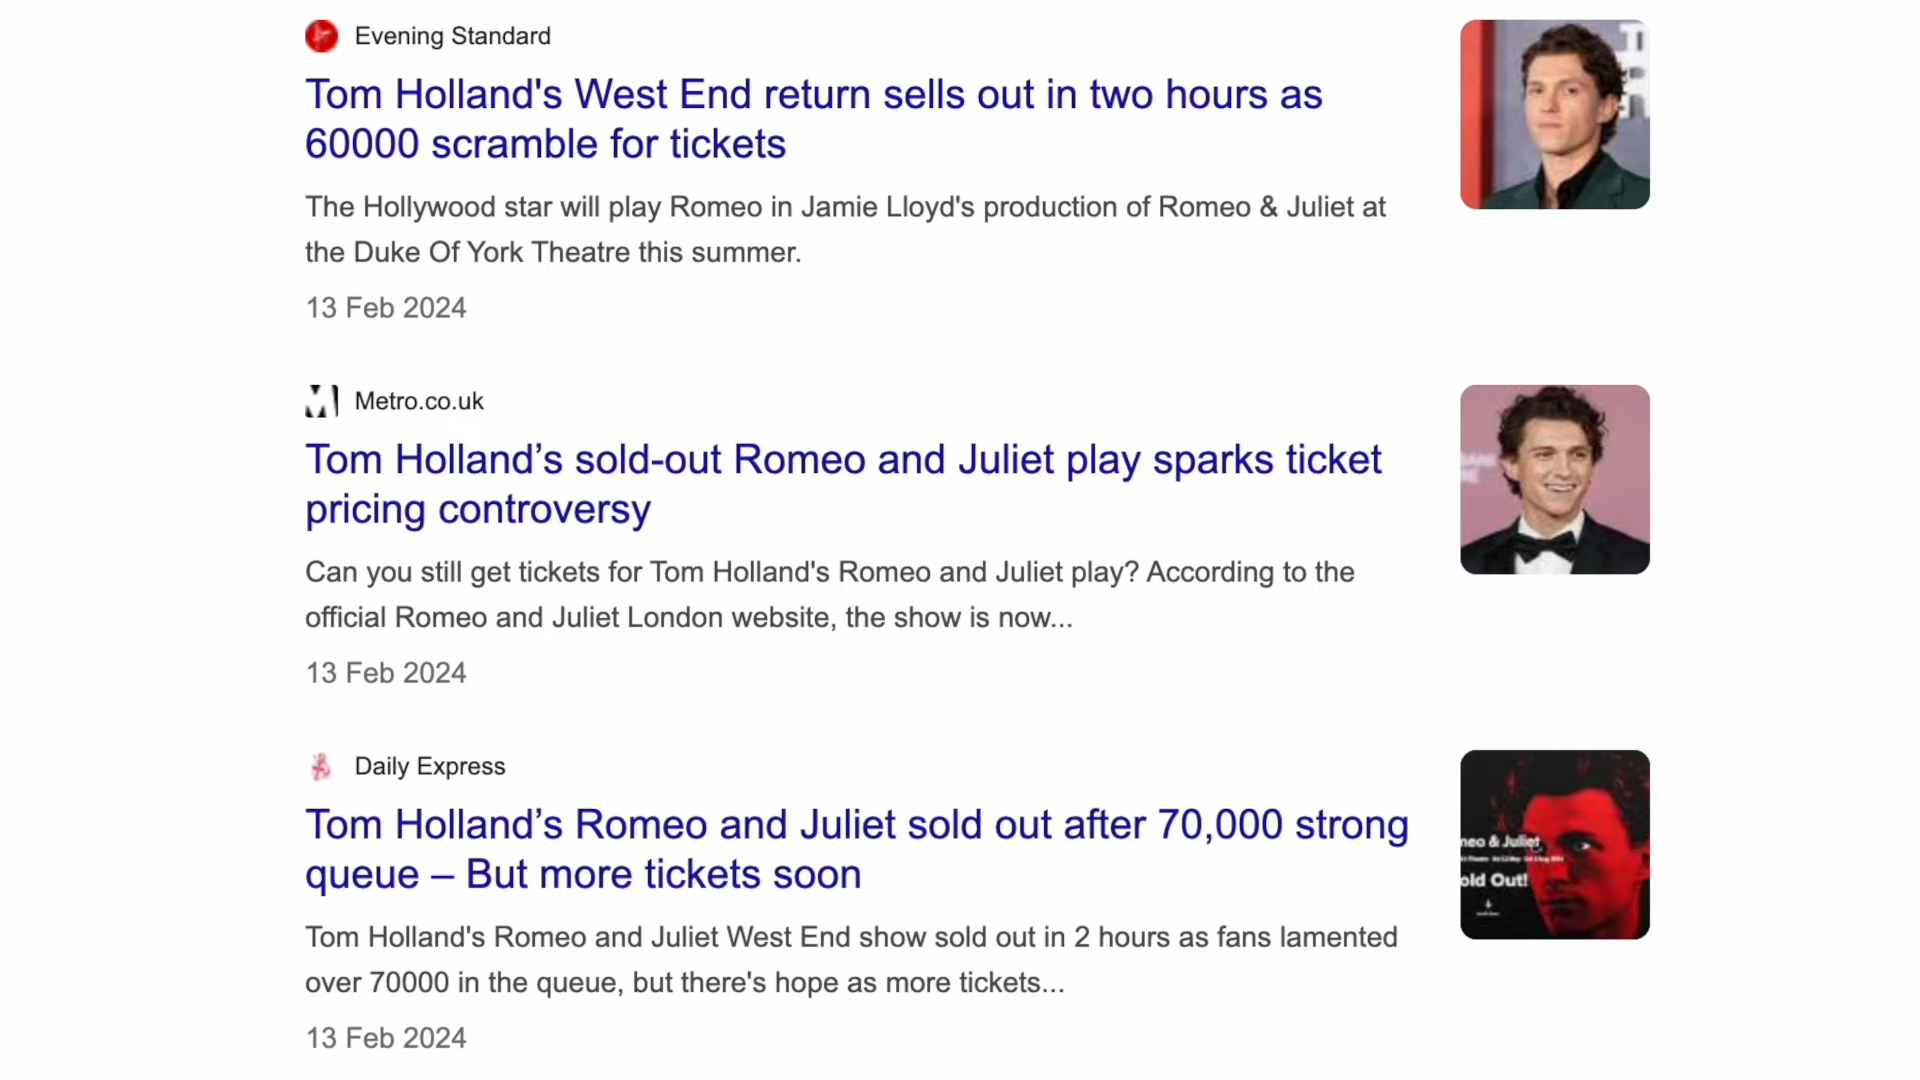 Evening Standard
Tom Holland's West End return sells out in two hours as
60000 scramble for tickets
The Hollywood star will play Romeo in Jamie Lloyd's production of Romeo & Juliet at
the Duke Of York Theatre this summer.
13 Feb 2024
Metro.co.uk
Tom Holland’s sold-out Romeo and Juliet play sparks ticket
pricing controversy
Can you still get tickets for Tom Holland's Romeo and Juliet play? According to the
official Romeo and Juliet London website, the show is now...
13 Feb 2024
Daily Express
Tom Holland’s Romeo and Juliet sold out after 70,000 strong
queue – But more tickets soon
Tom Holland's Romeo and Juliet West End show sold out in 2 hours as fans lamented
over 70000 in the queue, but there's hope as more tickets...
13 Feb 2024
meo & Juliet
old Out!